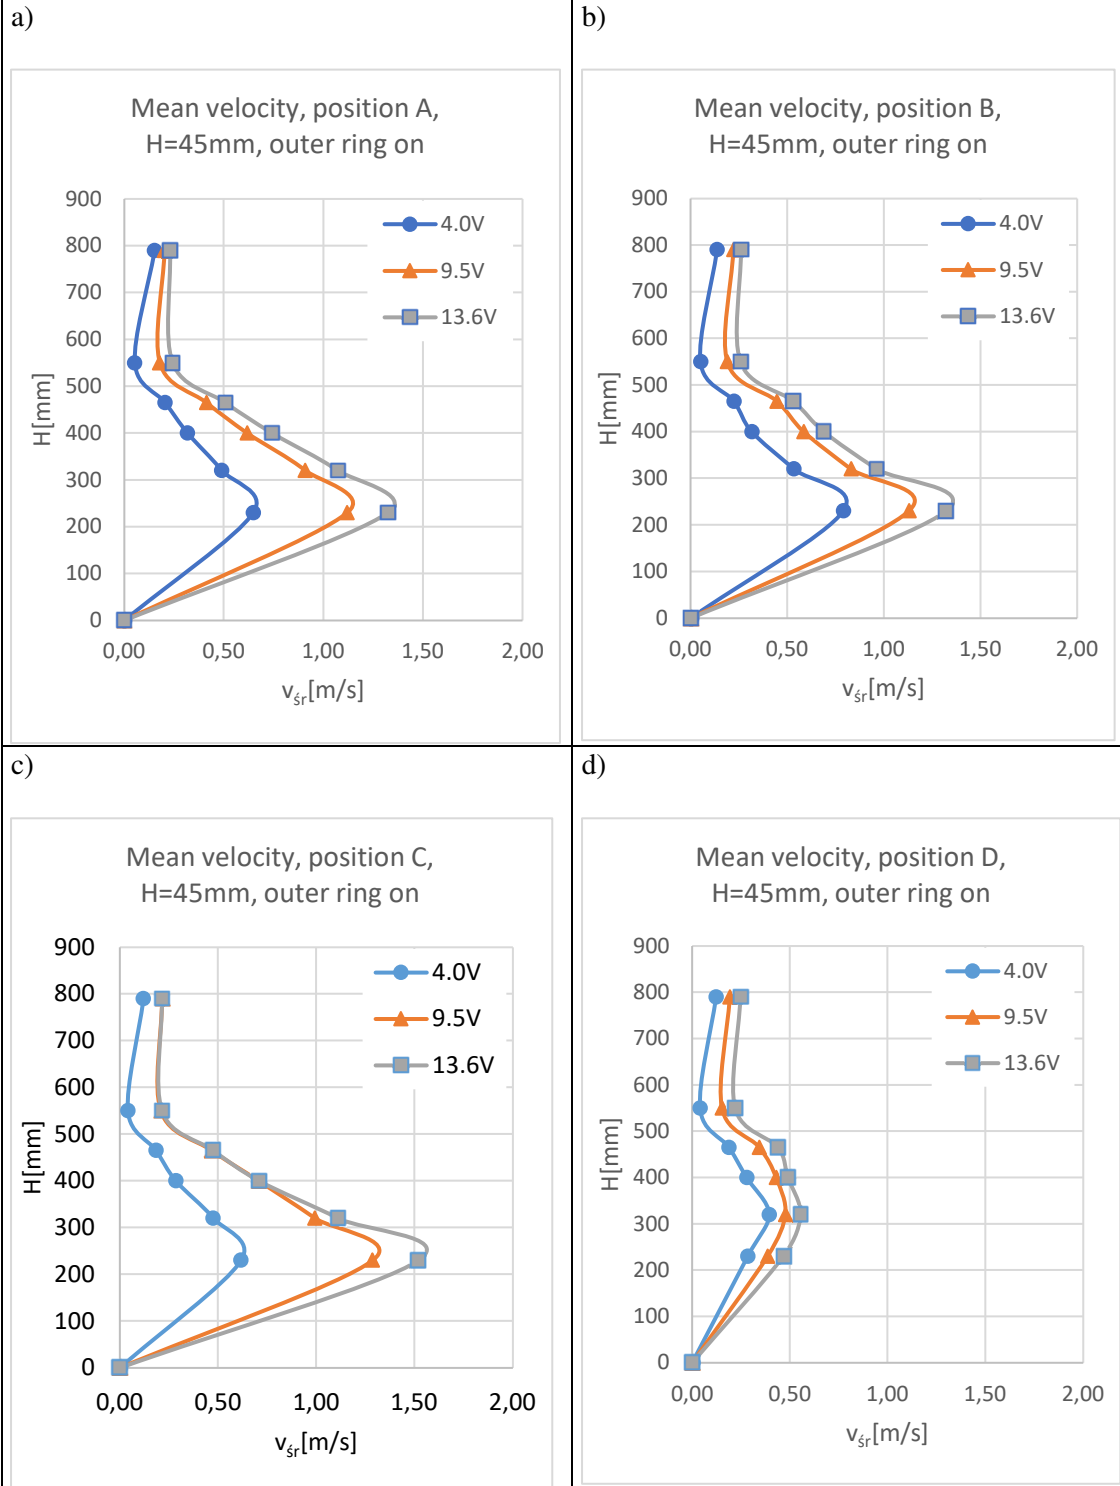 a)
Mean velocity, position A,
H=45mm, outer ring on
900
800
700
600
500
400
300
200
100
0
H[mm]
4.0V
9.5V
13.6V
0,00 0,50 1,00 1,50 2,00
vśr[m/s]
b)
Mean velocity, position B,
H=45mm, outer ring on
900
800
700
600
500
400
300
200
100
0
H[mm]
4.0V
9.5V
13.6V
0,00 0,50 1,00 1,50 2,00
vśr[m/s]
c)
Mean velocity, position C,
H=45mm, outer ring on
900
800
700
600
500
400
300
200
100
0
H[mm]
4.0V
9.5V
13.6V
0,00 0,50 1,00 1,50 2,00
vśr[m/s]
d)
Mean velocity, position D,
H=45mm, outer ring on
900
800
700
600
500
400
300
200
100
0
H[mm]
4.0V
9.5V
13.6V
0,00 0,50 1,00 1,50 2,00
vśr[m/s]